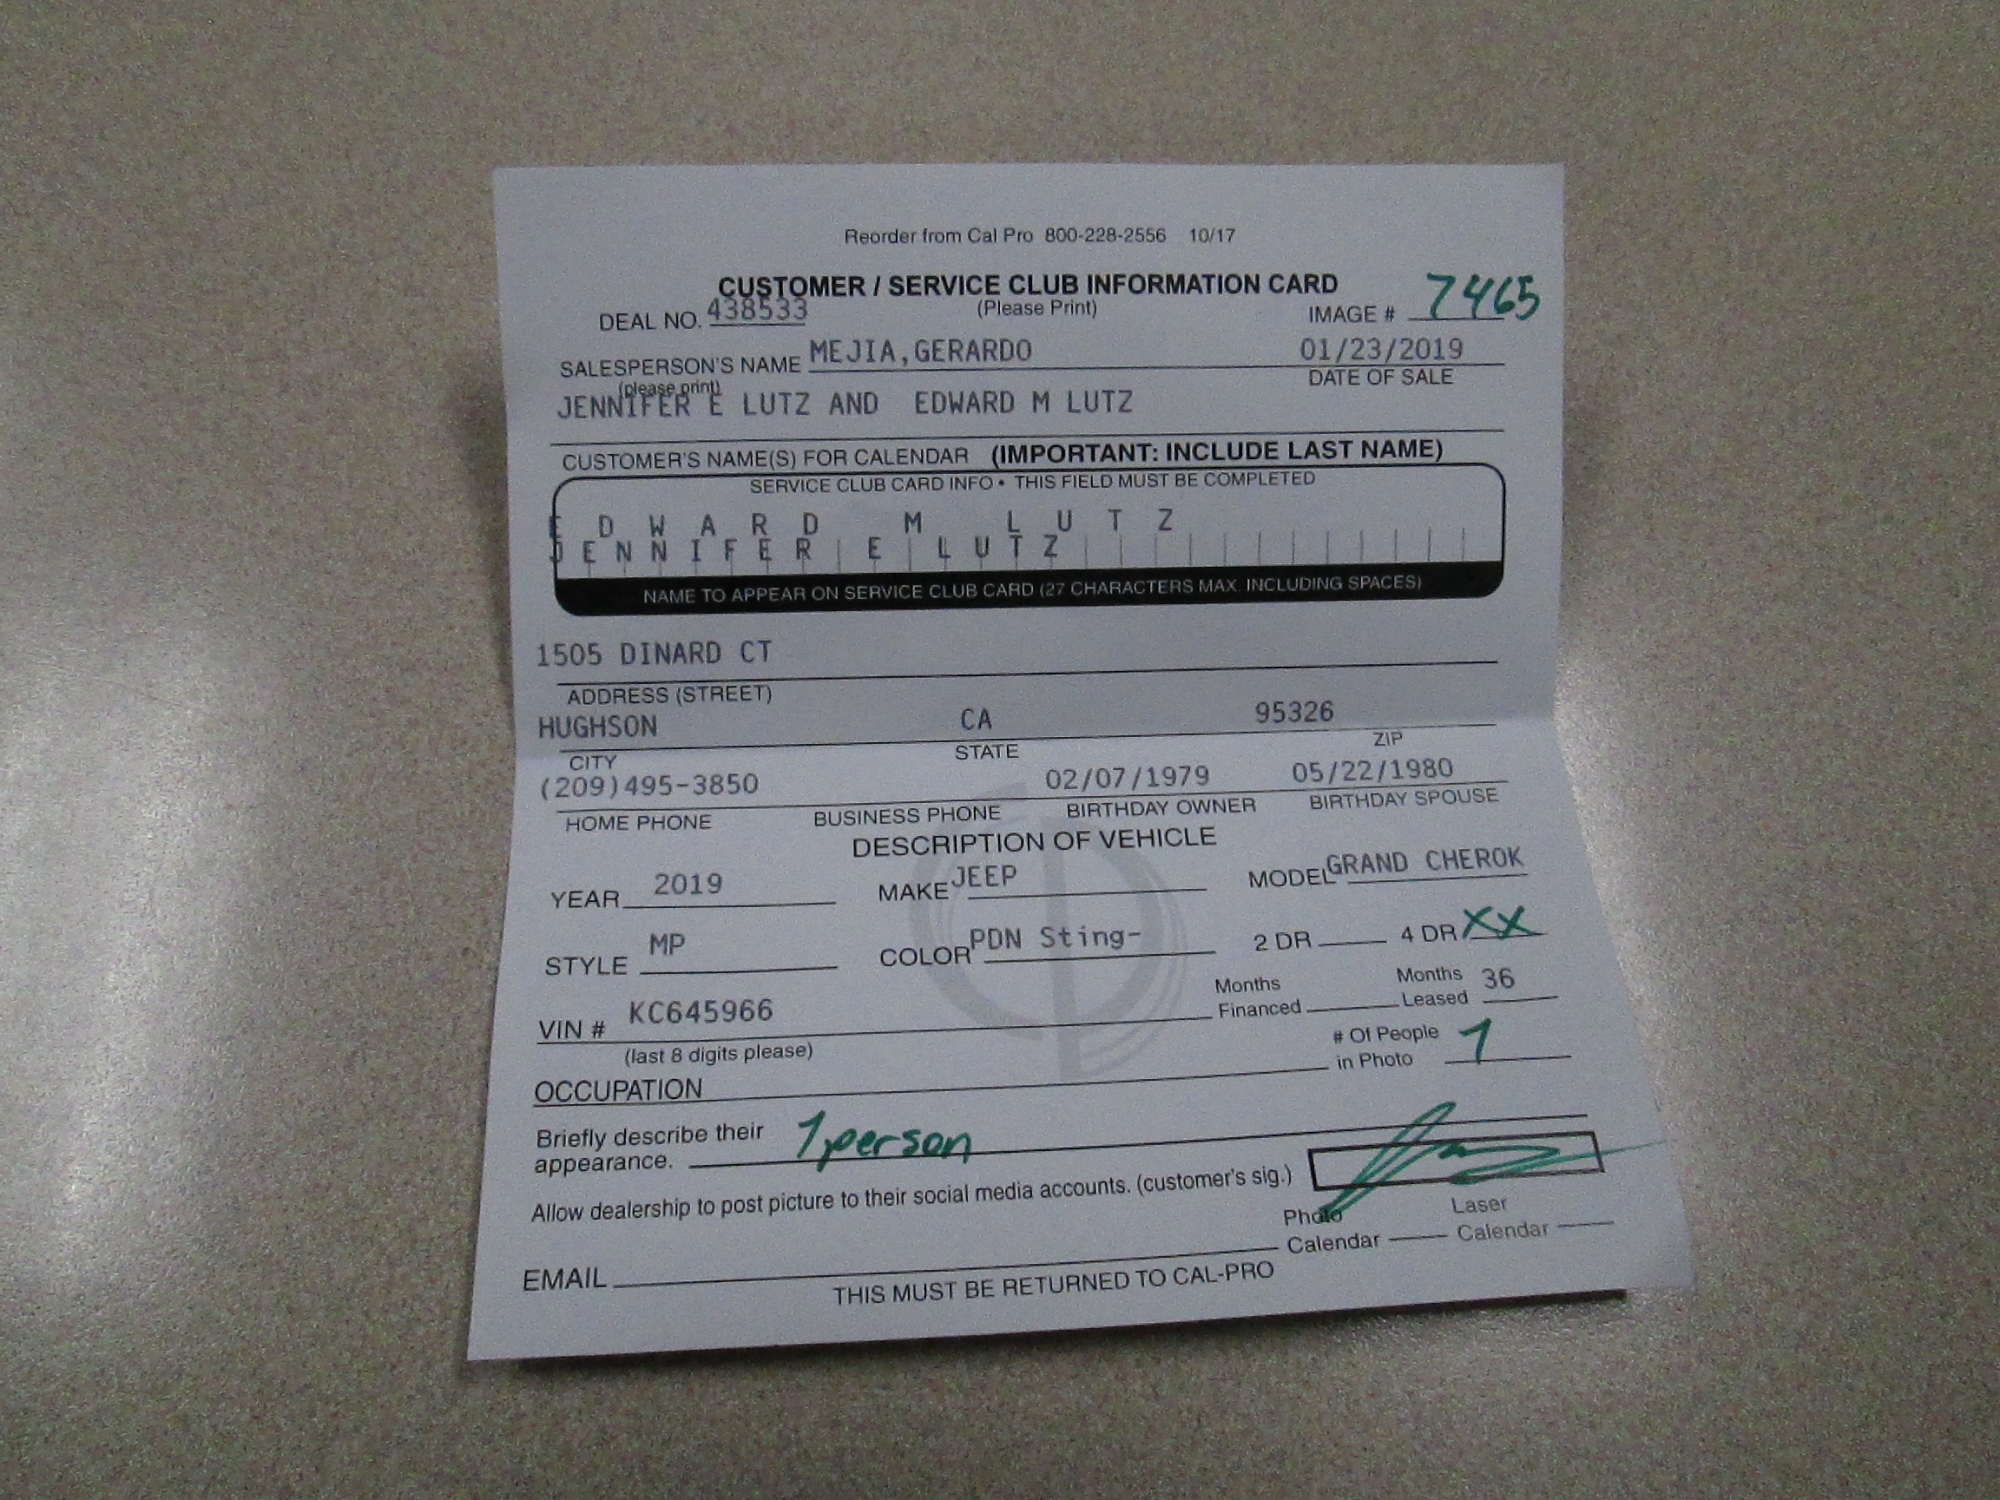 Reorder from Cal Pro 800-228-2556 10/17
CUSTOMER / SERVICE CLUB INFORMATION CARD
(Please Print)
DEAL NO. 438533 IMAGE # 7465
SALESPERSON'S NAME MEJIA,GERARDO 01/23/2019
(please print) DATE OF SALE
JENNIFER E LUTZ AND EDWARD M LUTZ
CUSTOMER'S NAME(S) FOR CALENDAR (IMPORTANT: INCLUDE LAST NAME)
SERVICE CLUB CARD INFO • THIS FIELD MUST BE COMPLETED
EDWARD M LUTZ
JENNIFER E LUTZ
NAME TO APPEAR ON SERVICE CLUB CARD (27 CHARACTERS MAX. INCLUDING SPACES)
1505 DINARD CT
ADDRESS (STREET)
HUGHSON CA 95326
CITY STATE ZIP
(209)495-3850 02/07/1979 05/22/1980
HOME PHONE BUSINESS PHONE BIRTHDAY OWNER BIRTHDAY SPOUSE
DESCRIPTION OF VEHICLE
YEAR 2019 MAKE JEEP MODEL GRAND CHEROK
STYLE MP COLOR PDN Sting- 2 DR 4 DR XX
VIN # KC645966 Months Financed Months Leased 36
(last 8 digits please) # Of People in Photo 1
OCCUPATION
Briefly describe their appearance. 1 person
Allow dealership to post picture to their social media accounts. (customer's sig.)
Photo Calendar Laser Calendar
EMAIL
THIS MUST BE RETURNED TO CAL-PRO